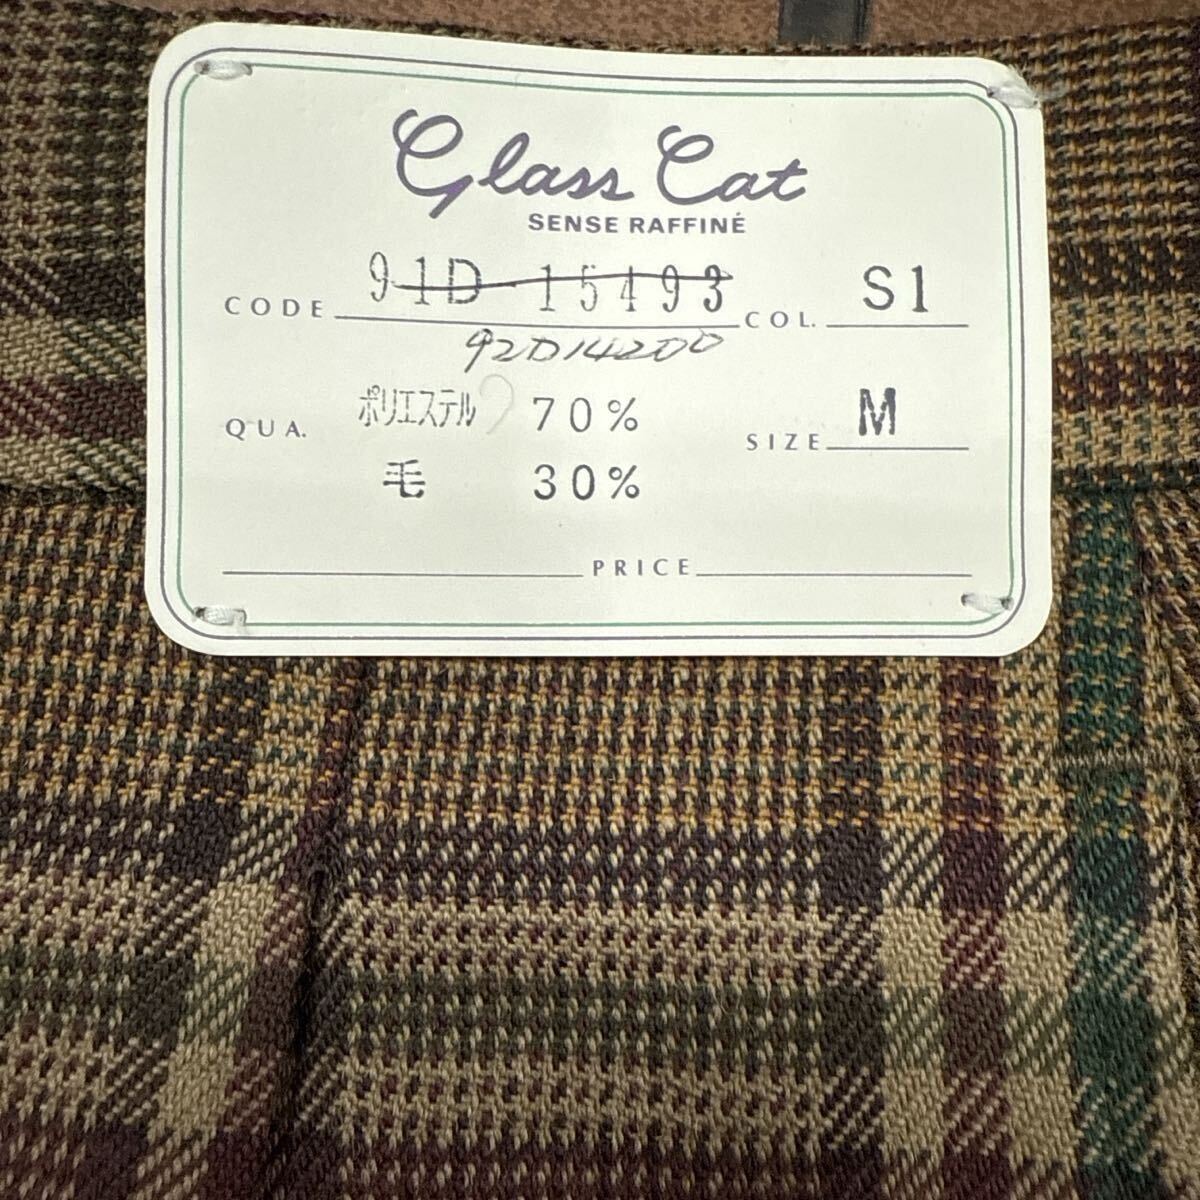 Glass Cat
SENSE RAFFINÉ
CODE 91D 15493 COL. S1
92D14200
QUA. ポリエステル 70% SIZE M
毛 30%
PRICE